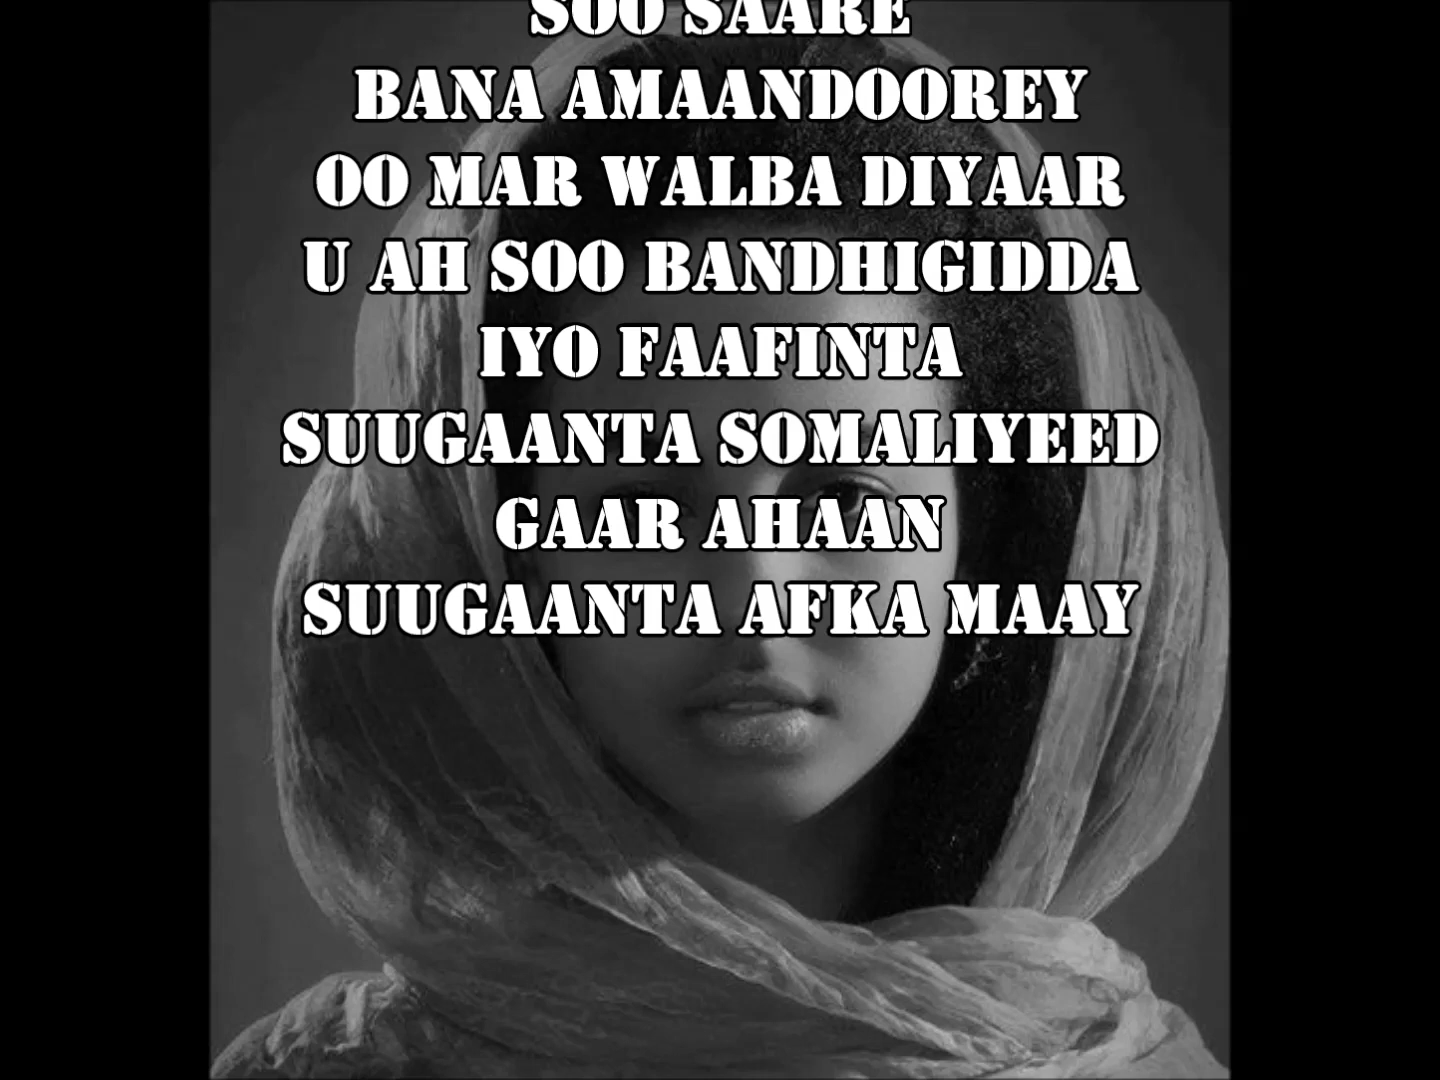 SOO SAARE
BANA AMAANDOOREY
OO MAR WALBA DIYAAR
U AH SOO BANDHIGIDDA
IYO FAAFINTA
SUUGAANTA SOMALIYEED
GAAR AHAAN
SUUGAANTA AFKA MAAY